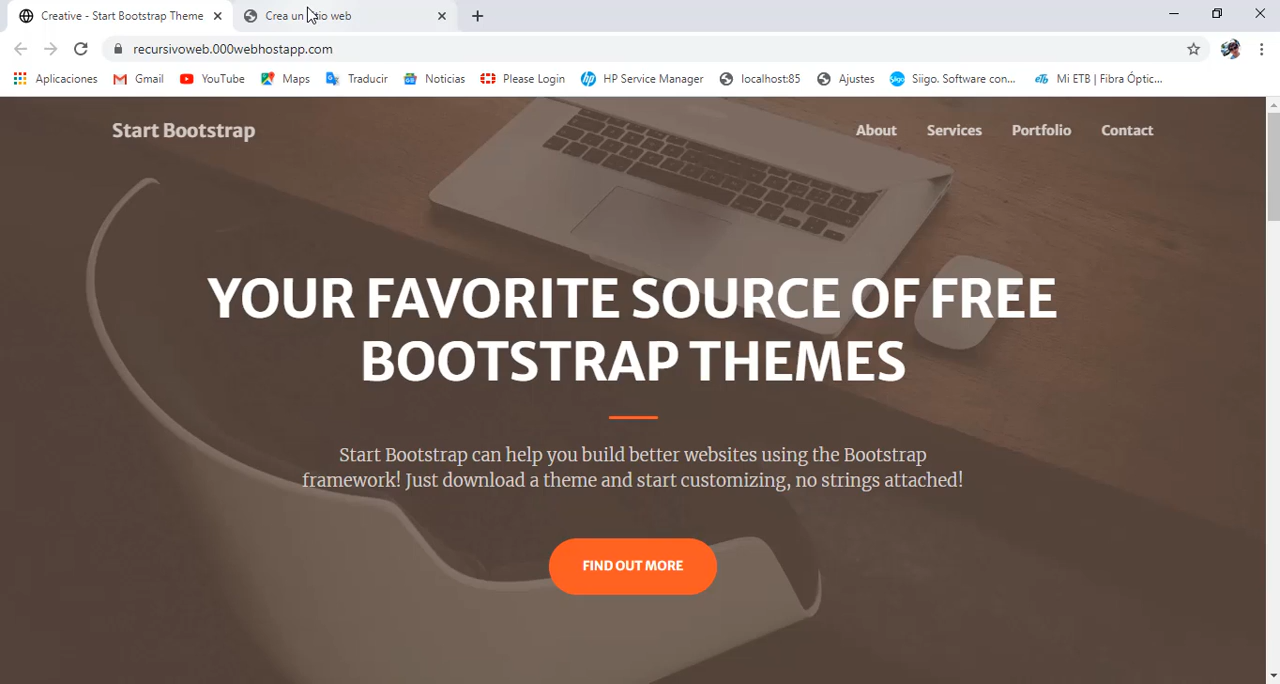 Creative - Start Bootstrap Theme
Crea un
tio web
recursivoweb.000webhostapp.com
Aplicaciones
Gmail
YouTube
Maps
Traducir
Noticias
Please Login
HP Service Manager
localhost:85
Ajustes
Siigo. Software con...
Mi ETB | Fibra Óptic...
Start Bootstrap
About
Services
Portfolio
Contact
YOUR FAVORITE SOURCE OF FREE
BOOTSTRAP THEMES
Start Bootstrap can help you build better websites using the Bootstrap
framework! Just download a theme and start customizing, no strings attached!
FIND OUT MORE